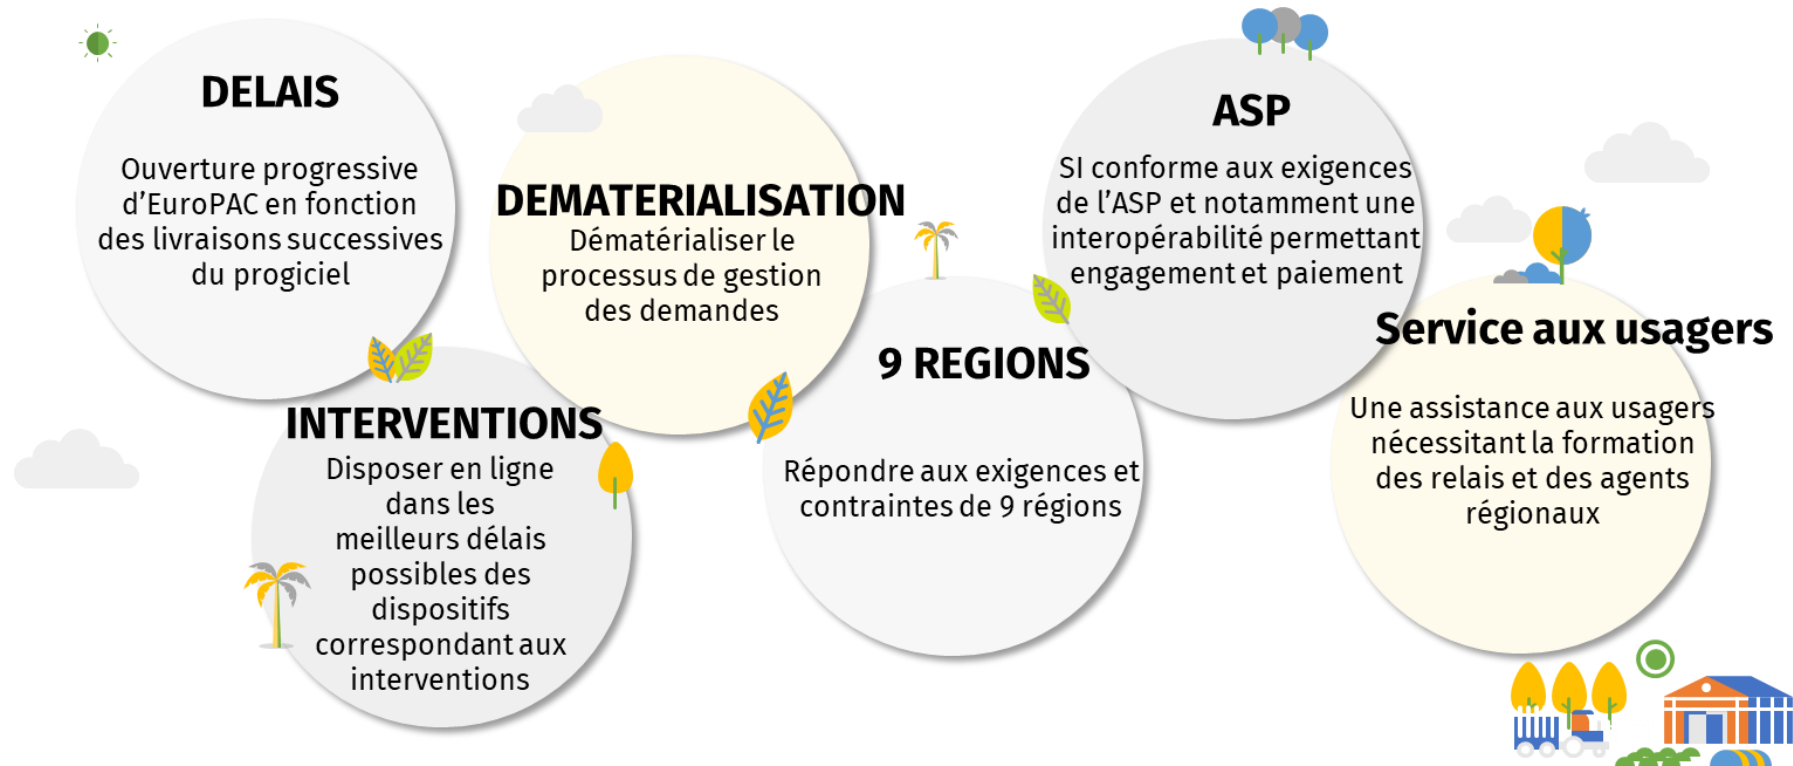 DELAIS
Ouverture progressive
d’EuroPAC en fonction
des livraisons successives
du progiciel
INTERVENTIONS
Disposer en ligne
dans les
meilleurs délais
possibles des
dispositifs
correspondant aux
interventions
DEMATERIALISATION
Dématérialiser le
processus de gestion
des demandes
9 REGIONS
Répondre aux exigences et
contraintes de 9 régions
ASP
SI conforme aux exigences
de l’ASP et notamment une
interopérabilité permettant
engagement et paiement
Service aux usagers
Une assistance aux usagers
nécessitant la formation
des relais et des agents
régionaux